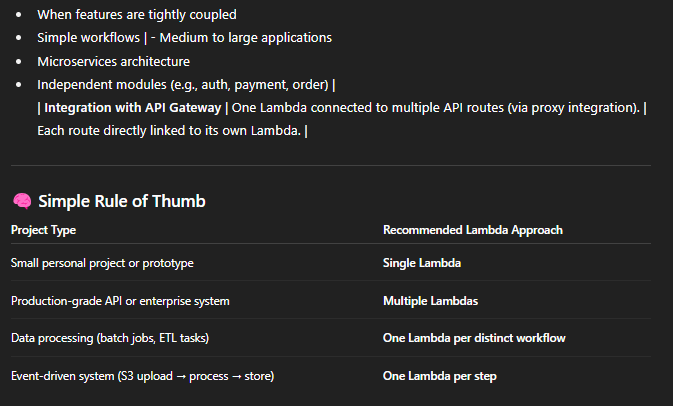 • When features are tightly coupled
• Simple workflows | - Medium to large applications
• Microservices architecture
• Independent modules (e.g., auth, payment, order) |
| Integration with API Gateway | One Lambda connected to multiple API routes (via proxy integration). |
Each route directly linked to its own Lambda. |
🧠 Simple Rule of Thumb
Project Type Recommended Lambda Approach
Small personal project or prototype Single Lambda
Production-grade API or enterprise system Multiple Lambdas
Data processing (batch jobs, ETL tasks) One Lambda per distinct workflow
Event-driven system (S3 upload → process → store) One Lambda per step